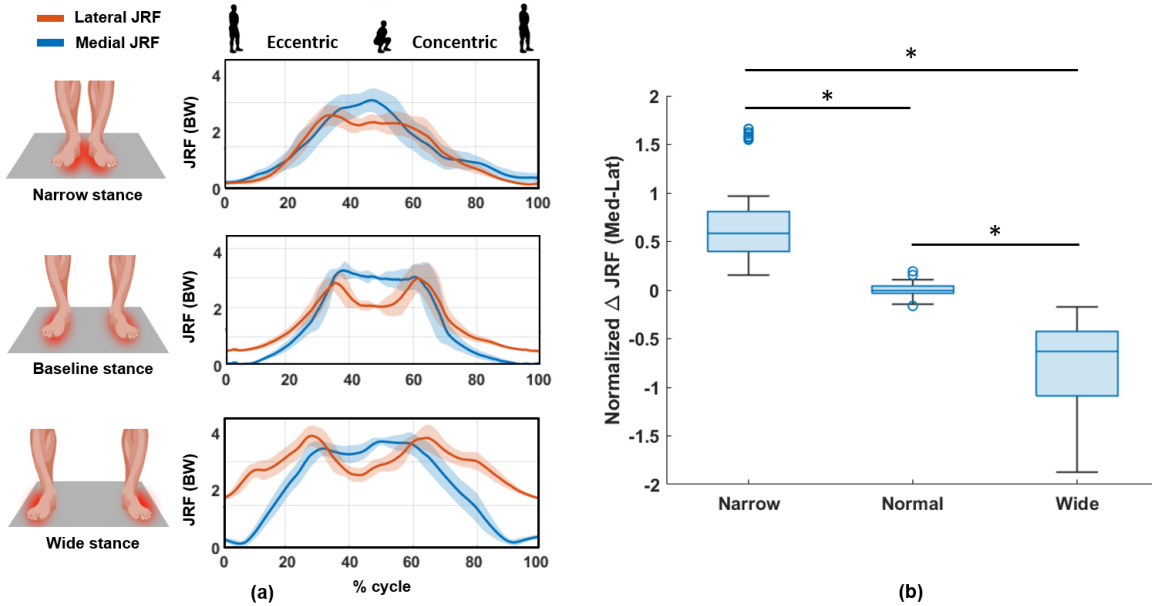 Lateral JRF
Medial JRF
Eccentric
Concentric
JRF (BW)
4
2
0
0
20
40
60
80
100
Narrow stance
JRF (BW)
4
2
0
0
20
40
60
80
100
Baseline stance
JRF (BW)
4
2
0
0
20
40
60
80
100
Wide stance
% cycle
(a)
Normalized △ JRF (Med-Lat)
2
1.5
1
0.5
0
-0.5
-1
-1.5
-2
*
*
*
Narrow
Normal
Wide
(b)